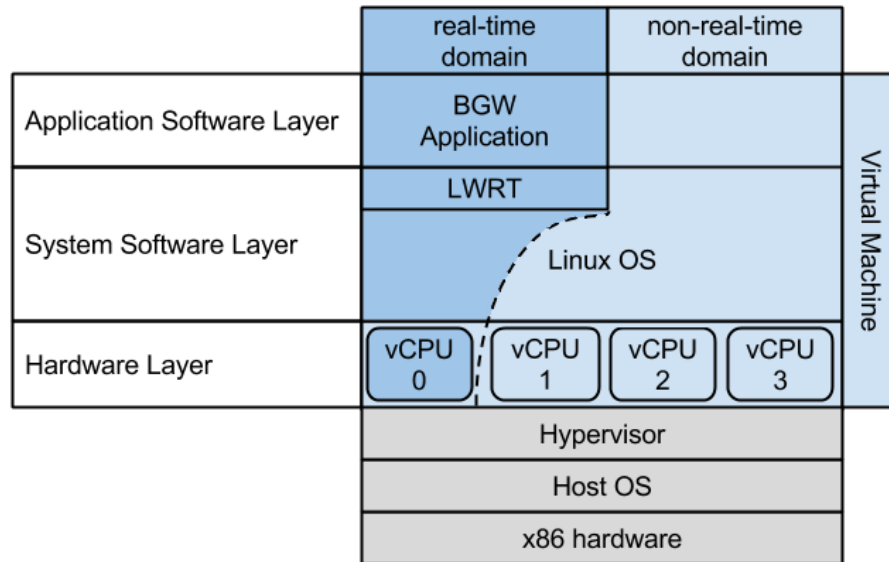 real-time
domain
non-real-time
domain
Application Software Layer
BGW
Application
LWRT
System Software Layer
Linux OS
Virtual Machine
Hardware Layer
vCPU
0
vCPU
1
vCPU
2
vCPU
3
Hypervisor
Host OS
x86 hardware